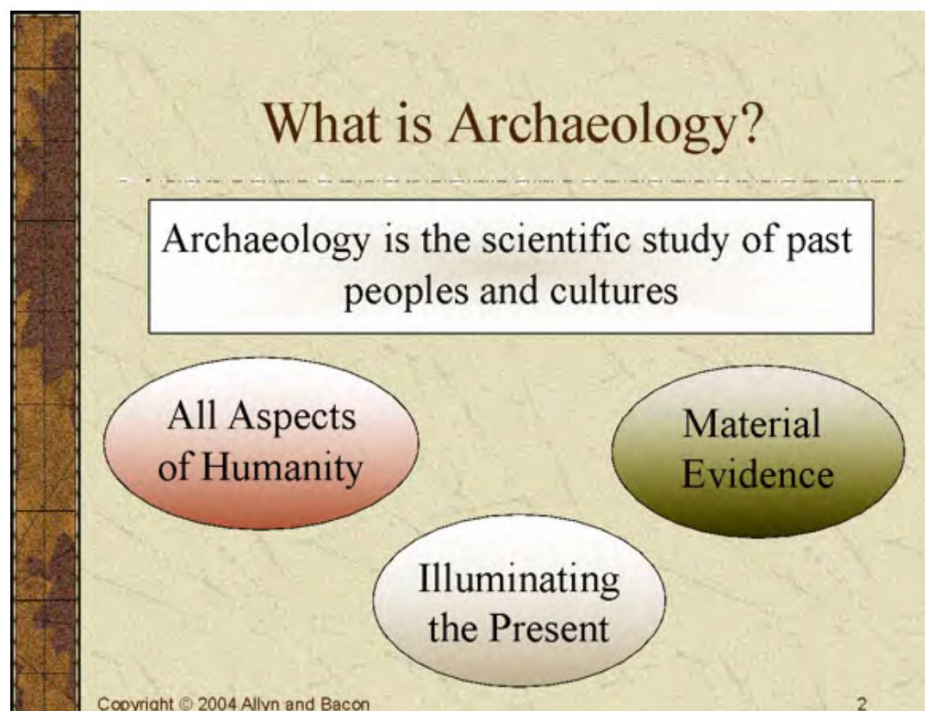 What is Archaeology?
Archaeology is the scientific study of past
peoples and cultures
All Aspects
of Humanity
Material
Evidence
Illuminating
the Present
Copyright © 2004 Allyn and Bacon
2